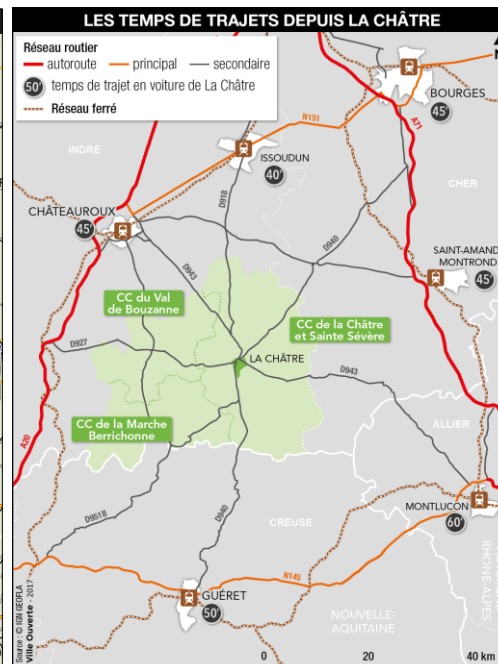 LES TEMPS DE TRAJETS DEPUIS LA CHÂTRE
Réseau routier
autoroute
principal
secondaire
50' temps de trajet en voiture de La Châtre
Réseau ferré
N
BOURGES
45'
N151
A71
INDRE
ISSOUDUN
40'
CHER
D918
CHÂTEAUROUX
45'
D940
SAINT-AMAND
MONTROND
45'
D943
CC du Val
de Bouzanne
CC de la Châtre
et Sainte Sévère
D927
LA CHÂTRE
D943
CC de la Marche
Berrichonne
A20
ALLIER
MONTLUCON
60'
D951B
D940
CREUSE
N145
RHONE-ALPES
GUÉRET
50'
NOUVELLE-
AQUITAINE
Source : © IGN GEOFLA
Ville Ouverte - 2017
0 20 40 km